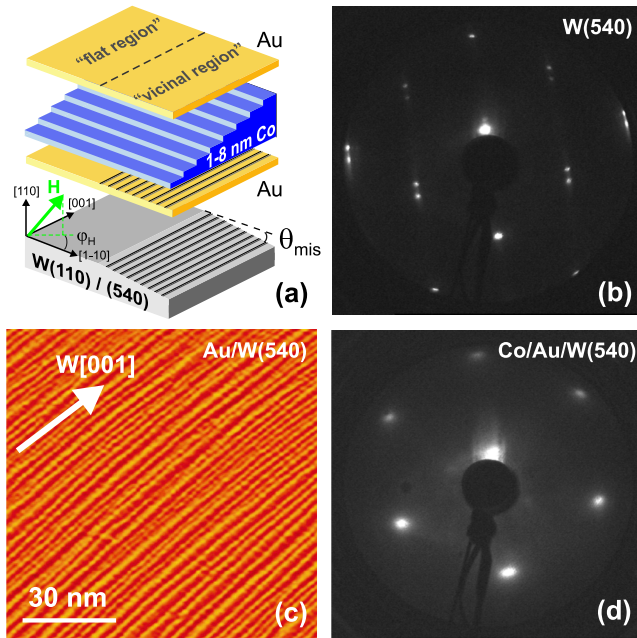 "flat region"
"vicinal region"
Au
1-8 nm Co
Au
[110]
H
[001]
φH
[1-10]
θmis
W(110) / (540)
(a)
W(540)
(b)
Au/W(540)
W[001]
30 nm
(c)
Co/Au/W(540)
(d)